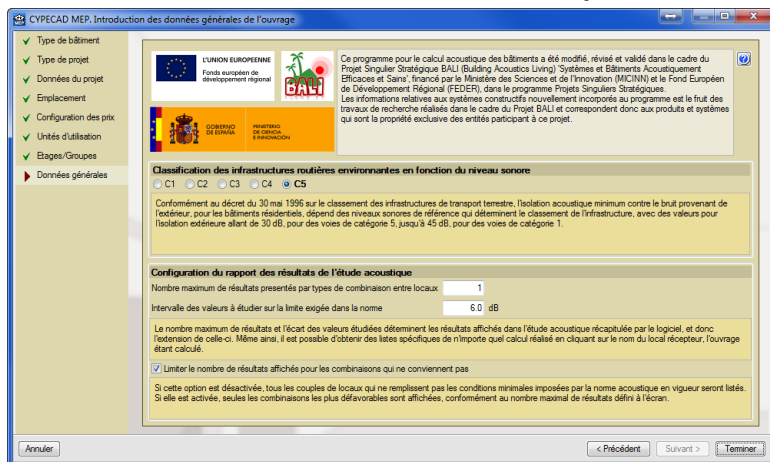 CYPECAD MEP. Introduction des données générales de l'ouvrage
Type de bâtiment
Type de projet
Données du projet
Emplacement
Configuration des prix
Unités d'utilisation
Etages/Groupes
Données générales
L'UNION EUROPEENNE
Fonds européen de
développement régional
BALI
GOBIERNO
DE ESPAÑA
MINISTERIO
DE CIENCIA
E INNOVACIÓN
Ce programme pour le calcul acoustique des bâtiments a été modifié, révisé et validé dans le cadre du
Projet Singulier Stratégique BALI (Building Acoustics Living) 'Systèmes et Bâtiments Acoustiquement
Efficaces et Sains', financé par le Ministère des Sciences et de l'Innovation (MICINN) et le Fond Européen
de Développement Régional (FEDER), dans le programme Projets Singuliers Stratégiques.
Les informations relatives aux systèmes constructifs nouvellement incorporés au programme est le fruit des
travaux de recherche réalisés dans le cadre du Projet BALI et correspondent donc aux produits et systèmes
qui sont la propriété exclusive des entités participant à ce projet.
Classification des infrastructures routières environnantes en fonction du niveau sonore
C1 C2 C3 C4 C5
Conformément au décret du 30 mai 1996 sur le classement des infrastructures de transport terrestre, l'isolation acoustique minimum contre le bruit provenant de
l'extérieur, pour les bâtiments résidentiels, dépend des niveaux sonores de référence qui déterminent le classement de l'infrastructure, avec des valeurs pour
l'isolation extérieure allant de 30 dB, pour des voies de catégorie 5, jusqu'à 45 dB, pour des voies de catégorie 1.
Configuration du rapport des résultats de l'étude acoustique
Nombre maximum de résultats presentés par types de combinaison entre locaux 1
Intervalle des valeurs à étudier sur la limite exigée dans la nome 6.0 dB
Le nombre maximum de résultats et l'écart des valeurs étudiées déterminent les résultats affichés dans l'étude acoustique récapitulée par le logiciel, et donc
l'extension de celle-ci. Même ainsi, il est possible d'obtenir des listes spécifiques de n'importe quel calcul réalisé en cliquant sur le nom du local récepteur, l'ouvrage
étant calculé.
Limiter le nombre de résultats affichés pour les combinaisons qui ne conviennent pas
Si cette option est désactivée, tous les couples de locaux qui ne remplissent pas les conditions minimales imposées par la norme acoustique en vigueur seront listés.
Si elle est activée, seules les combinaisons les plus défavorables sont affichées, conformément au nombre maximal de résultats défini à l'écran.
Annuler
< Précédent
Suivant >
Terminer